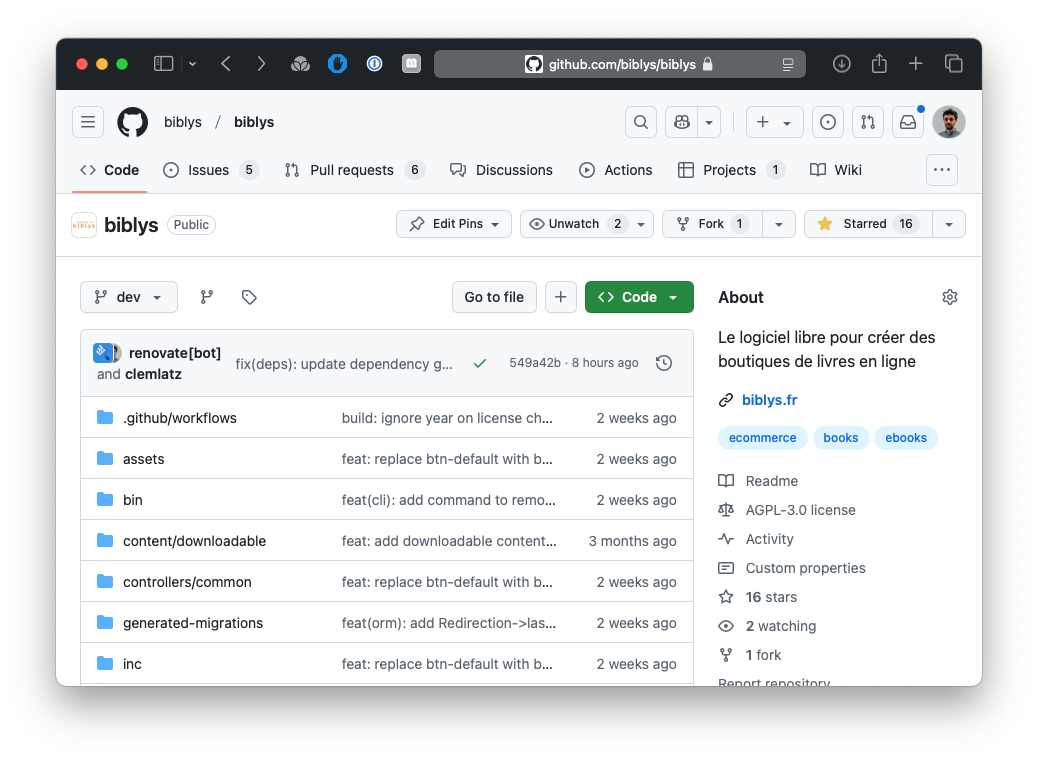 github.com/biblys/biblys
biblys / biblys
Code Issues 5 Pull requests 6 Discussions Actions Projects 1 Wiki
biblys Public Edit Pins Unwatch 2 Fork 1 Starred 16
dev Go to file + Code
renovate[bot] and clemlatz fix(deps): update dependency g... 549a42b · 8 hours ago
.github/workflows build: ignore year on license ch... 2 weeks ago
assets feat: replace btn-default with b... 2 weeks ago
bin feat(cli): add command to remo... 2 weeks ago
content/downloadable feat: add downloadable content... 3 months ago
controllers/common feat: replace btn-default with b... 2 weeks ago
generated-migrations feat(orm): add Redirection->las... 2 weeks ago
inc feat: replace btn-default with b... 2 weeks ago
About
Le logiciel libre pour créer des
boutiques de livres en ligne
biblys.fr
ecommerce books ebooks
Readme
AGPL-3.0 license
Activity
Custom properties
16 stars
2 watching
1 fork
Report repository